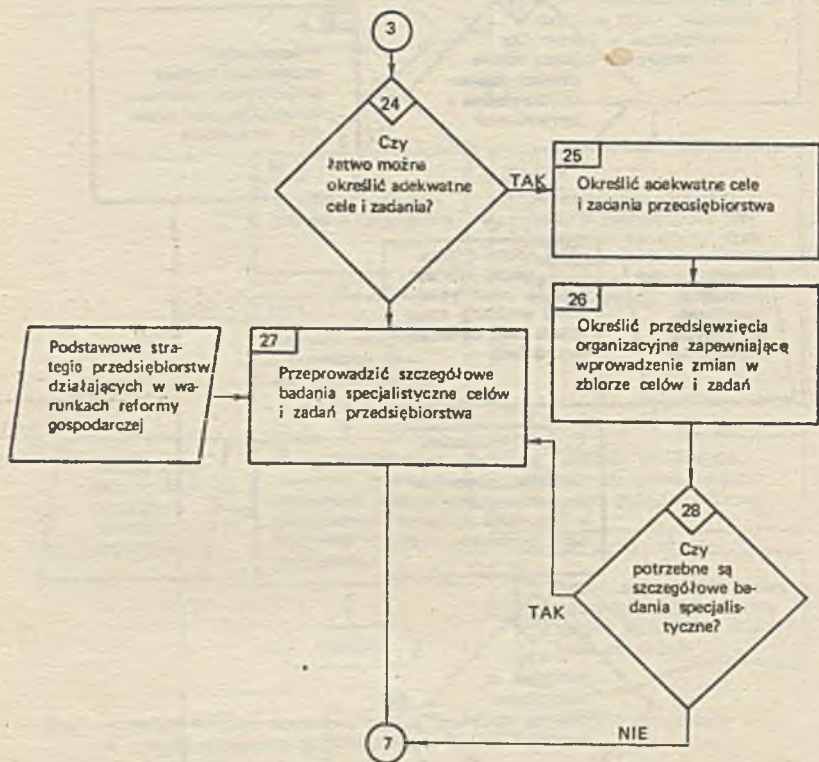 3
24
Czy
łatwo można
określić adekwatne
cele i zadania?
TAK
25
Określić adekwatne cele
i zadania przedsiębiorstwa
26
Określić przedsięwzięcia
organizacyjne zapewniającę
wprowadzenie zmian w
zbiorze celów i zadań
Podstawowe stra-
tegio przedsiębiorstw
działających w wa-
runkach reformy
gospodarczej
27
Przeprowadzić szczegółowe
badania specjalistyczne celów
i zadań przedsiębiorstwa
28
Czy
potrzebne są
szczegółowe ba-
dania specjalis-
tyczne?
TAK
NIE
7